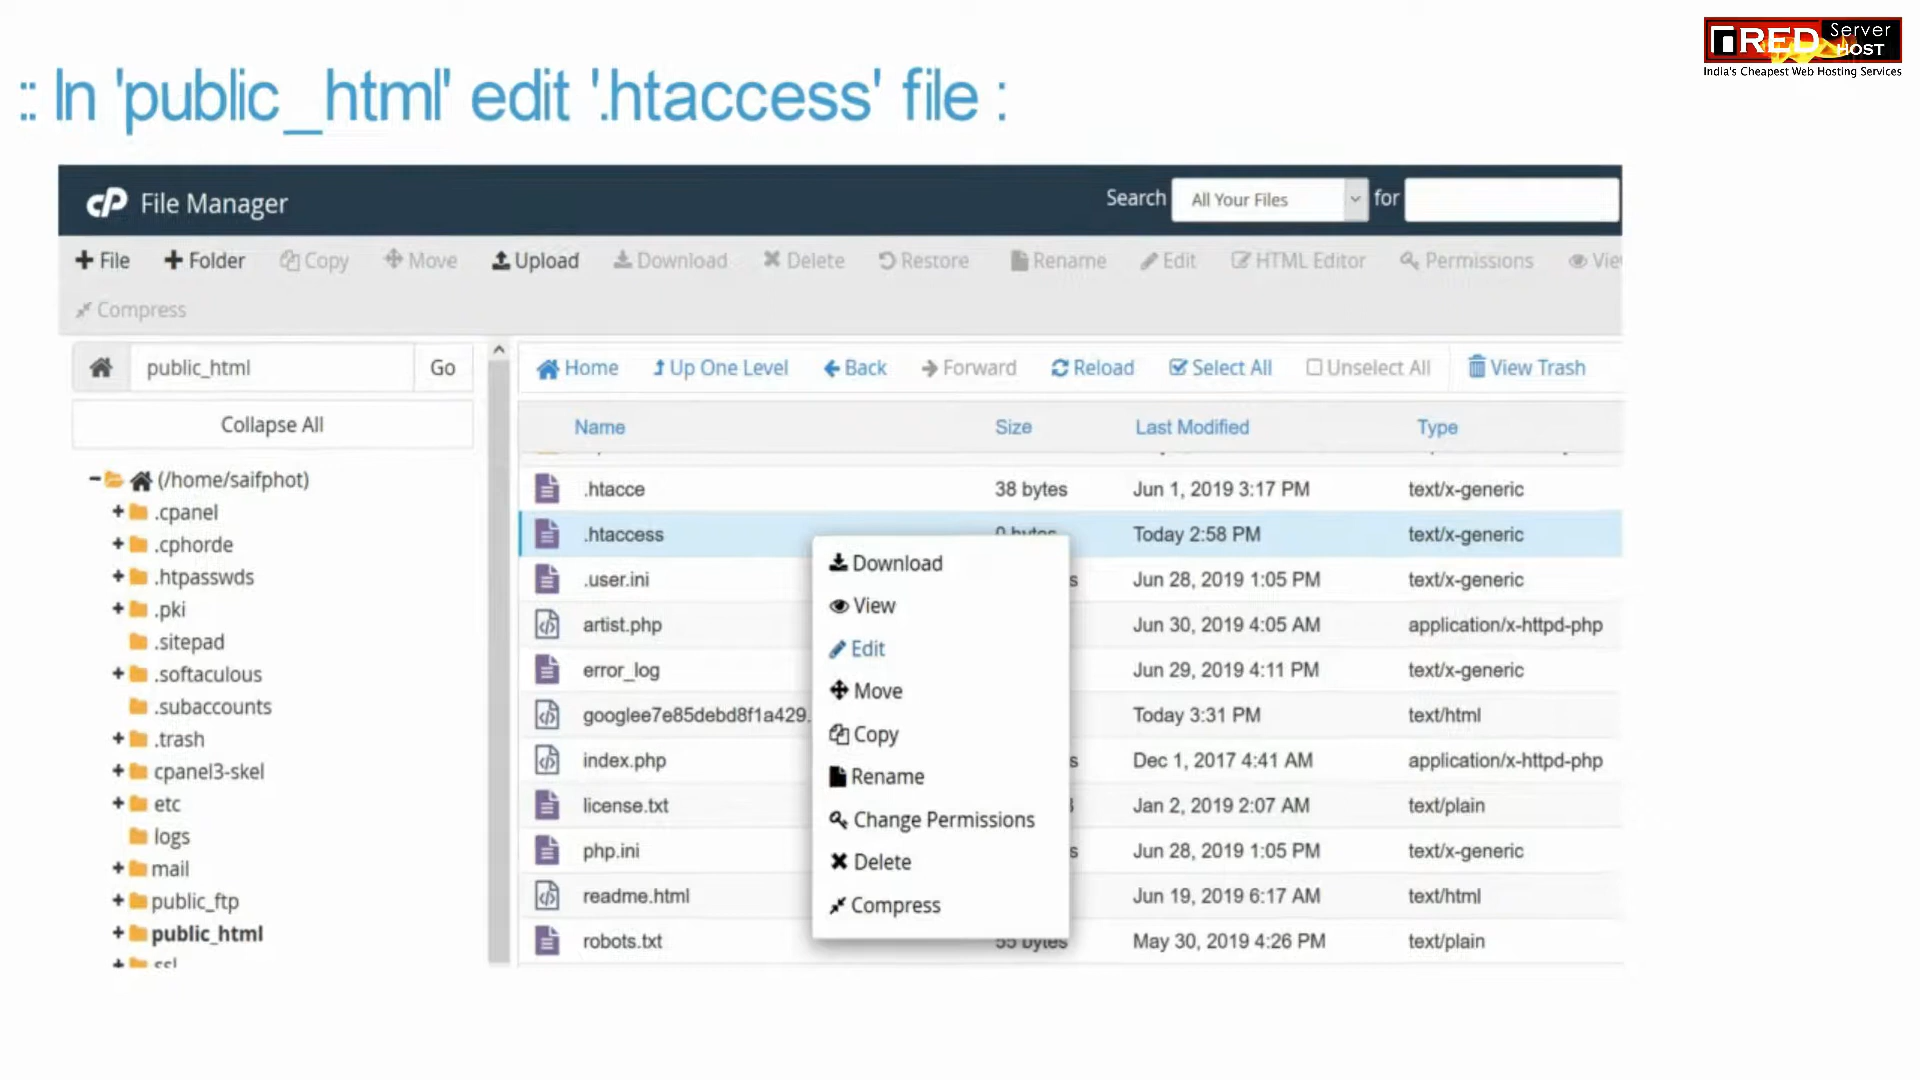 RED Server HOST
India's Cheapest Web Hosting Services
:: In 'public_html' edit '.htaccess' file :
cP File Manager Search All Your Files for
File Folder Copy Move Upload Download Delete Restore Rename Edit HTML Editor Permissions
Compress
public_html Go
Collapse All
(/home/saifphot)
.cpanel
.cphorde
.htpasswds
.pki
.sitepad
.softaculous
.subaccounts
.trash
cpanel3-skel
etc
logs
mail
public_ftp
public_html
Home Up One Level Back Forward Reload Select All Unselect All View Trash
Name Size Last Modified Type
.htacce 38 bytes Jun 1, 2019 3:17 PM text/x-generic
.htaccess 0 bytes Today 2:58 PM text/x-generic
.user.ini s Jun 28, 2019 1:05 PM text/x-generic
artist.php Jun 30, 2019 4:05 AM application/x-httpd-php
error_log Jun 29, 2019 4:11 PM text/x-generic
googlee7e85debd8f1a429. Today 3:31 PM text/html
index.php s Dec 1, 2017 4:41 AM application/x-httpd-php
license.txt Jan 2, 2019 2:07 AM text/plain
php.ini s Jun 28, 2019 1:05 PM text/x-generic
readme.html Jun 19, 2019 6:17 AM text/html
robots.txt 55 bytes May 30, 2019 4:26 PM text/plain
Download
View
Edit
Move
Copy
Rename
Change Permissions
Delete
Compress